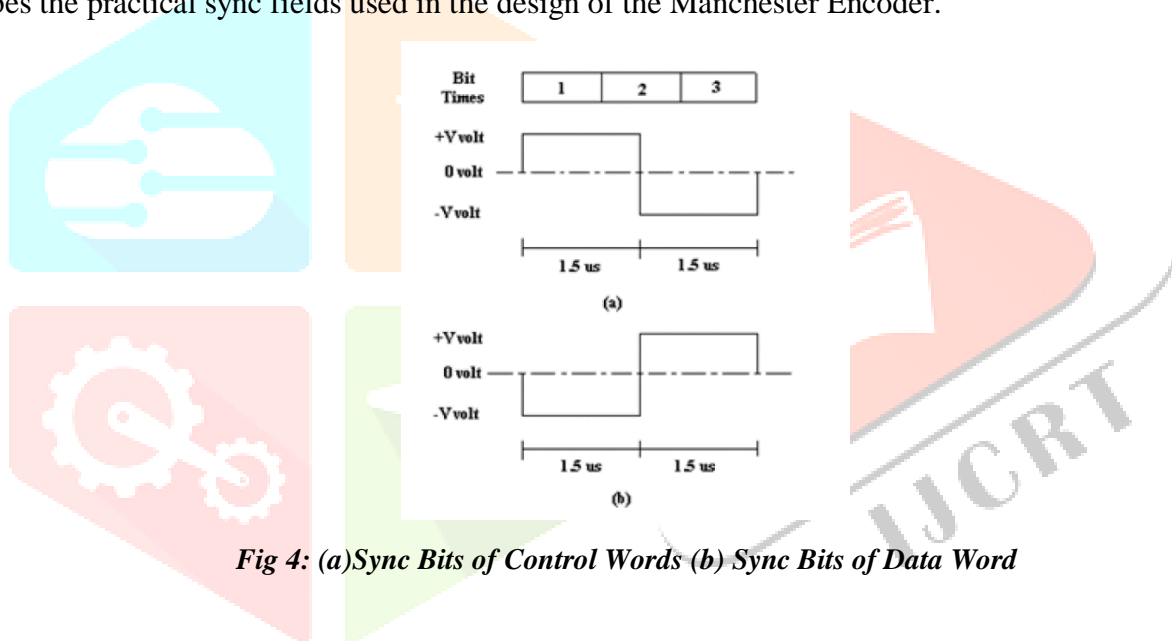 bes the practical sync fields used in the design of the Manchester Encoder.
Bit
Times
1 2 3
+V volt
0 volt
-V volt
1.5 us 1.5 us
(a)
+V volt
0 volt
-V volt
1.5 us 1.5 us
(b)
IJCRT
Fig 4: (a)Sync Bits of Control Words (b) Sync Bits of Data Word